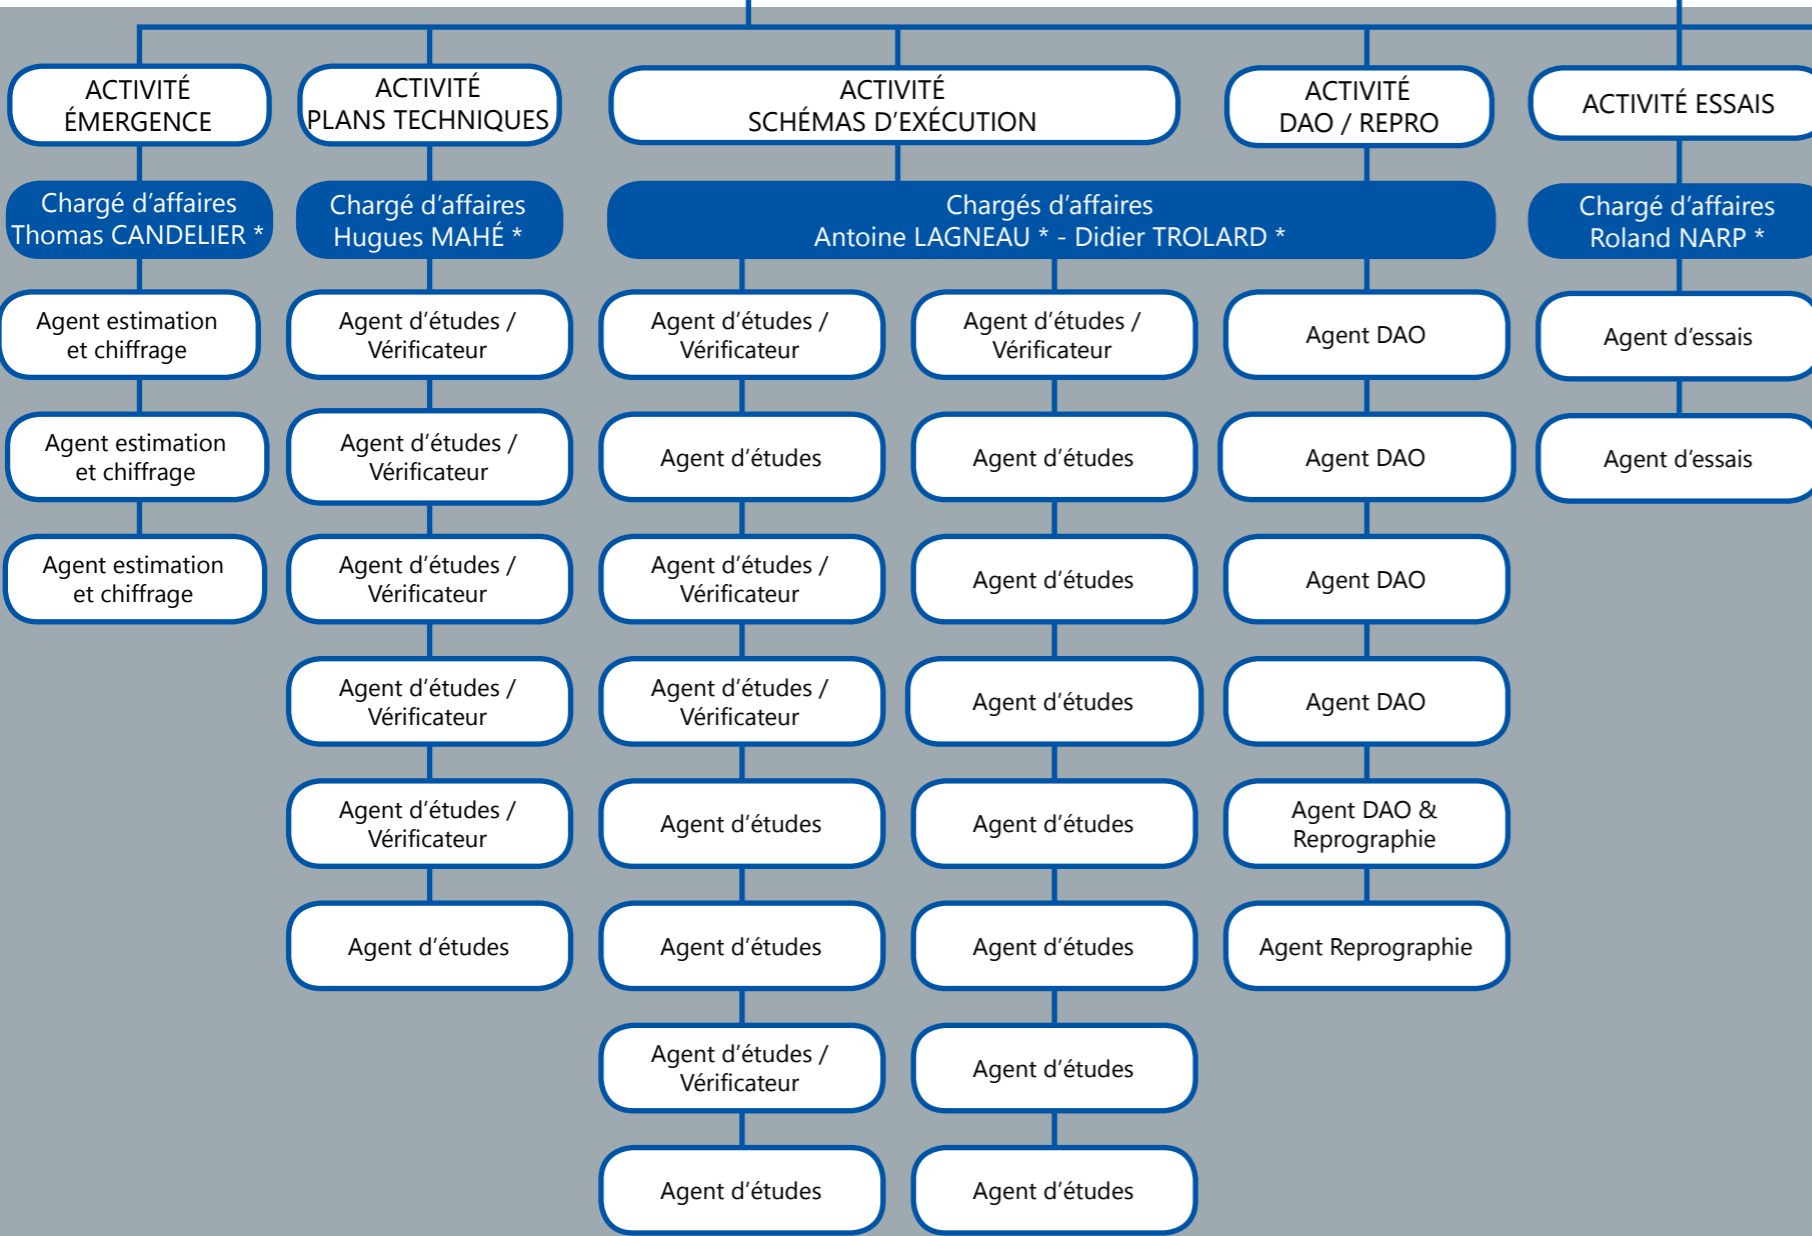 ACTIVITÉ
ÉMERGENCE
ACTIVITÉ
PLANS TECHNIQUES
ACTIVITÉ
SCHÉMAS D’EXÉCUTION
ACTIVITÉ
DAO / REPRO
ACTIVITÉ ESSAIS
Chargé d’affaires
Thomas CANDELIER *
Chargé d’affaires
Hugues MAHÉ *
Chargés d’affaires
Antoine LAGNEAU * - Didier TROLARD *
Chargé d’affaires
Roland NARP *
Agent estimation
et chiffrage
Agent d’études /
Vérificateur
Agent d’études /
Vérificateur
Agent d’études /
Vérificateur
Agent DAO
Agent d’essais
Agent estimation
et chiffrage
Agent d’études /
Vérificateur
Agent d’études
Agent d’études
Agent DAO
Agent d’essais
Agent estimation
et chiffrage
Agent d’études /
Vérificateur
Agent d’études /
Vérificateur
Agent d’études
Agent DAO
Agent d’études /
Vérificateur
Agent d’études /
Vérificateur
Agent d’études
Agent DAO
Agent d’études /
Vérificateur
Agent d’études
Agent d’études
Agent DAO &
Reprographie
Agent d’études
Agent d’études
Agent d’études
Agent Reprographie
Agent d’études /
Vérificateur
Agent d’études
Agent d’études
Agent d’études